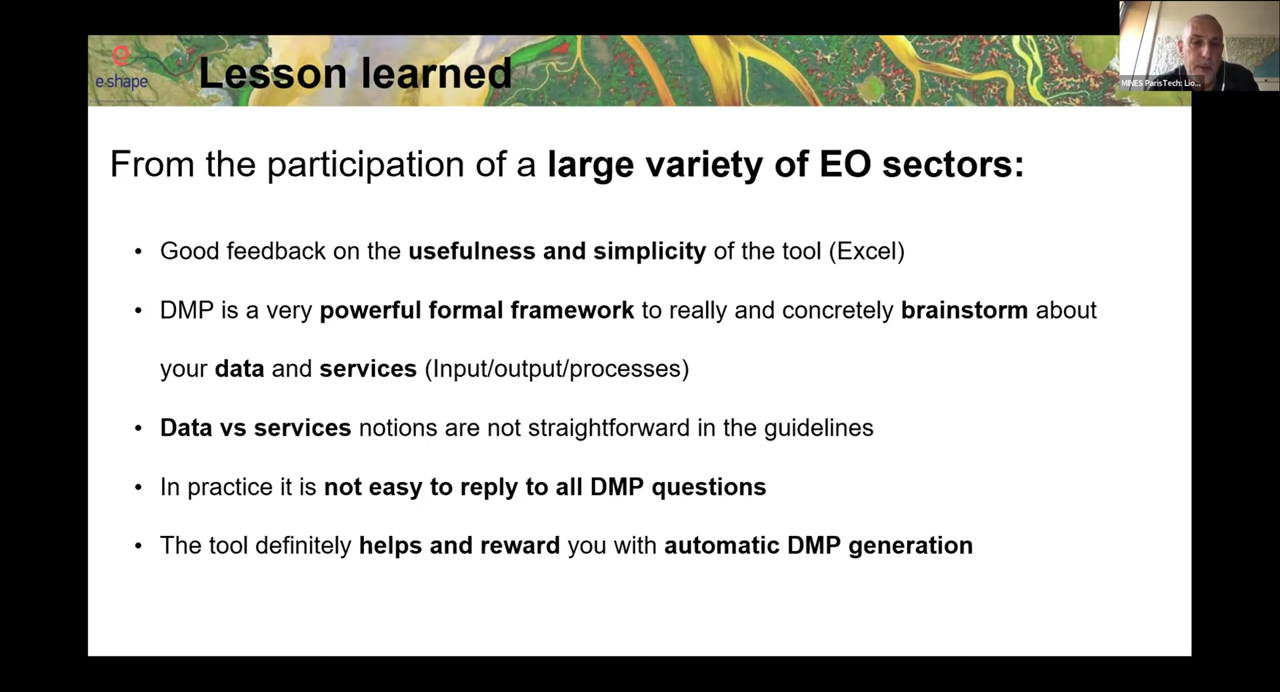 e-shape
Lesson learned
MINES ParisTech: Lio...
From the participation of a large variety of EO sectors:
• Good feedback on the usefulness and simplicity of the tool (Excel)
• DMP is a very powerful formal framework to really and concretely brainstorm about
your data and services (Input/output/processes)
• Data vs services notions are not straightforward in the guidelines
• In practice it is not easy to reply to all DMP questions
• The tool definitely helps and reward you with automatic DMP generation